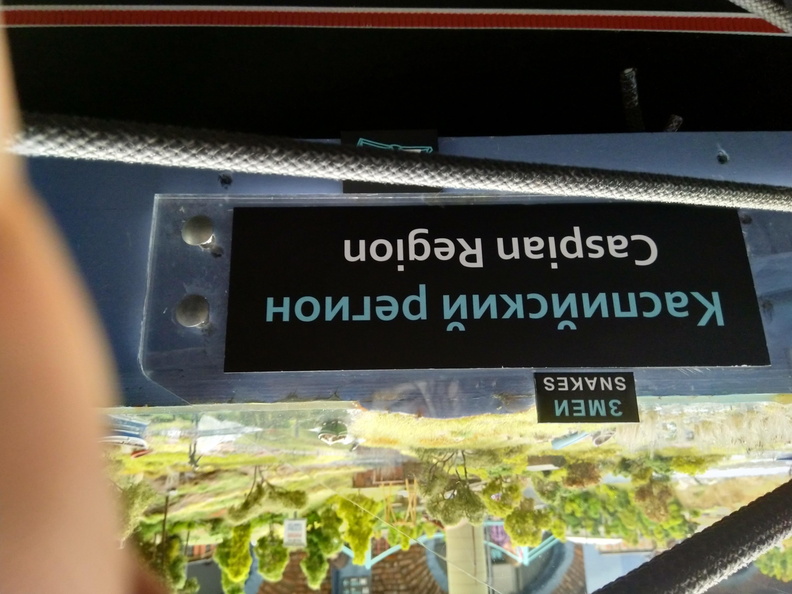 ЗМЕИ
SNAKES
Каспийский регион
Caspian Region